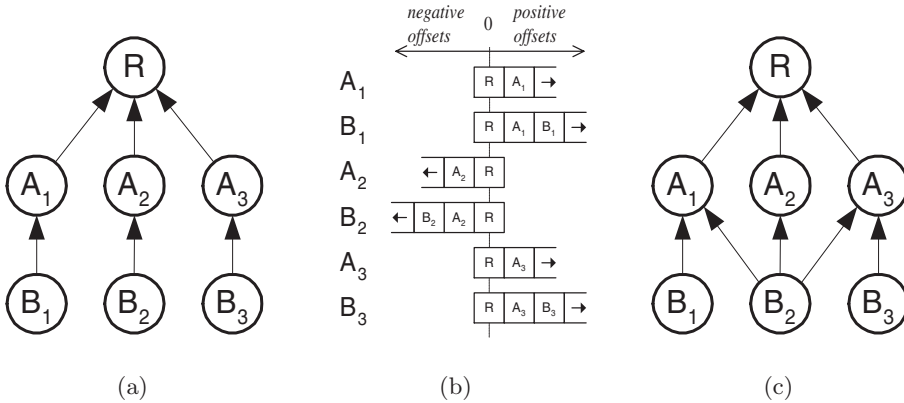 R
A1 A2 A3
B1 B2 B3
(a)
negative offsets 0 positive offsets
A1 R A1 →
B1 R A1 B1 →
A2 ← A2 R
B2 ← B2 A2 R
A3 R A3 →
B3 R A3 B3 →
(b)
R
A1 A2 A3
B1 B2 B3
(c)